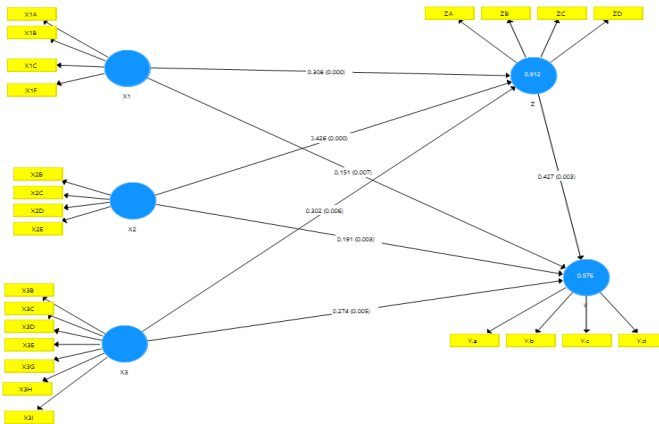 X1A
X1B
X1C
X1F
X1
X2B
X2C
X2D
X2E
X2
X3B
X3C
X3D
X3E
X3G
X3H
X3I
X3
ZA
ZB
ZC
ZD
0.912
Z
0.308 (0.000)
0.426 (0.000)
0.151 (0.007)
0.302 (0.006)
0.191 (0.003)
0.274 (0.005)
0.427 (0.003)
0.976
Y
Y.a
Y.b
Y.c
Y.d